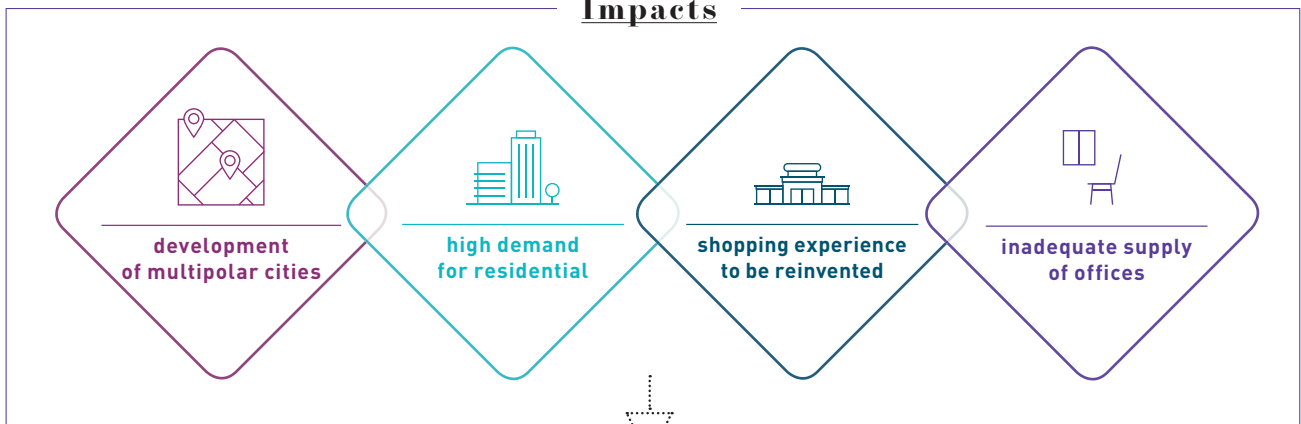 Impacts
development
of multipolar cities
high demand
for residential
shopping experience
to be reinvented
inadequate supply
of offices